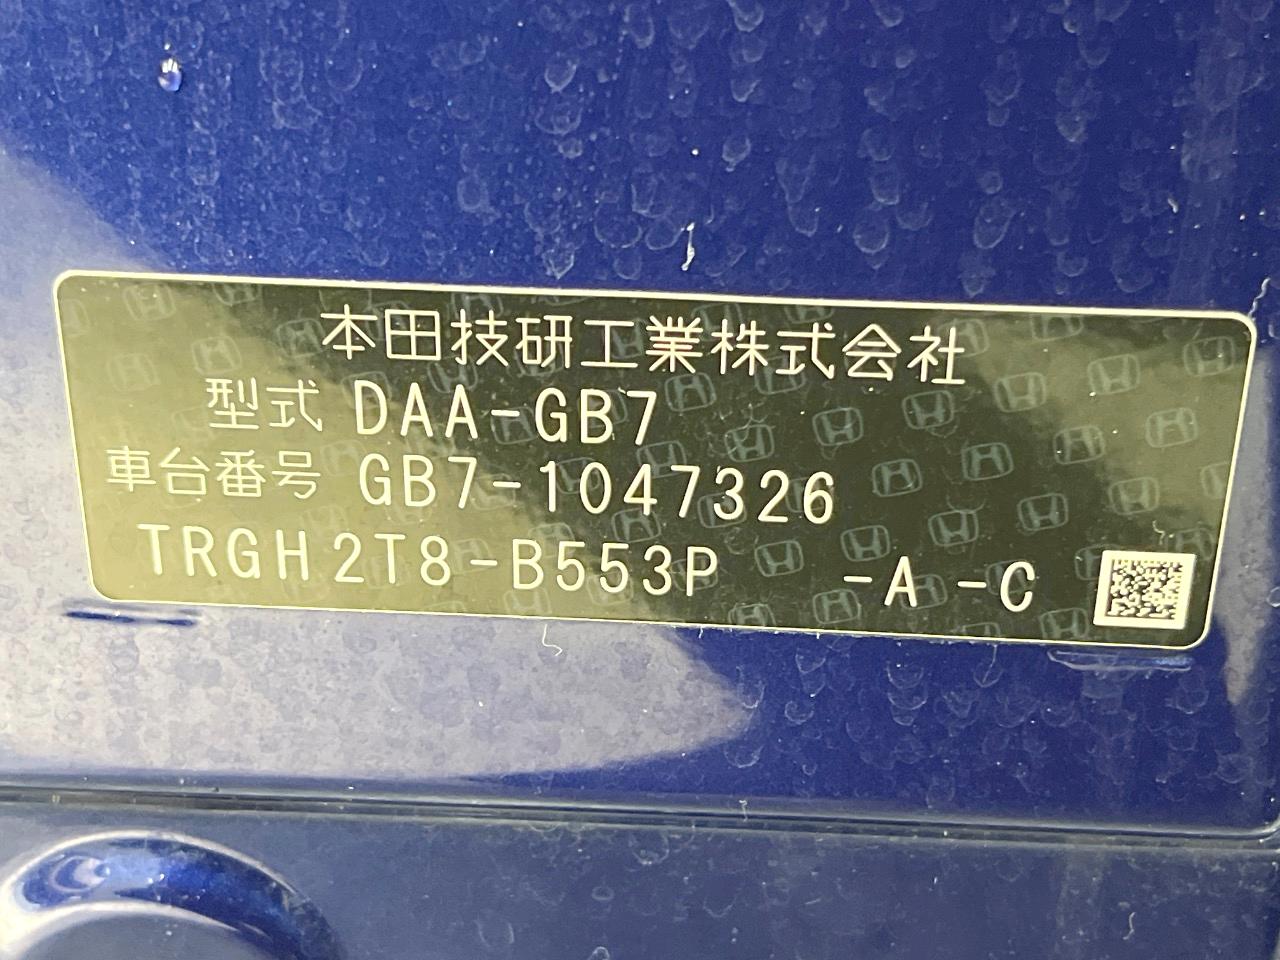 本田技研工業株式会社
型式 DAA-GB7
車台番号 GB7-1047326
TRGH2T8-B553P -A -C